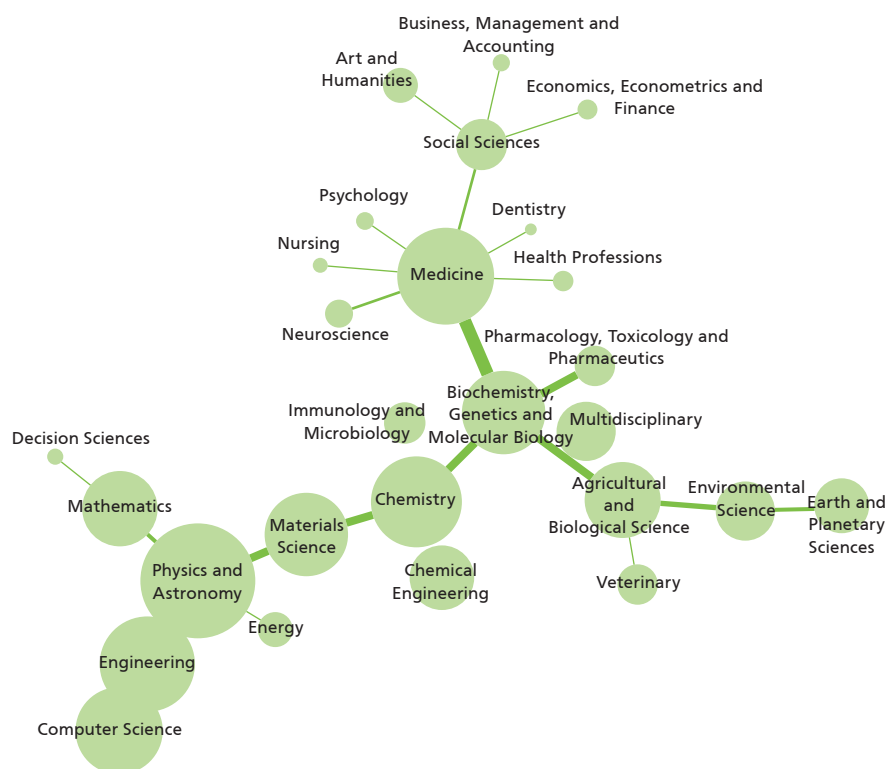 Business, Management and
Accounting
Art and
Humanities
Economics, Econometrics and
Finance
Social Sciences
Psychology
Dentistry
Nursing
Health Professions
Medicine
Neuroscience
Pharmacology, Toxicology and
Pharmaceutics
Biochemistry,
Genetics and
Molecular Biology
Immunology and
Microbiology
Multidisciplinary
Decision Sciences
Mathematics
Chemistry
Agricultural
and
Biological Science
Environmental
Science
Earth and
Planetary
Sciences
Materials
Science
Physics and
Astronomy
Chemical
Engineering
Veterinary
Energy
Engineering
Computer Science